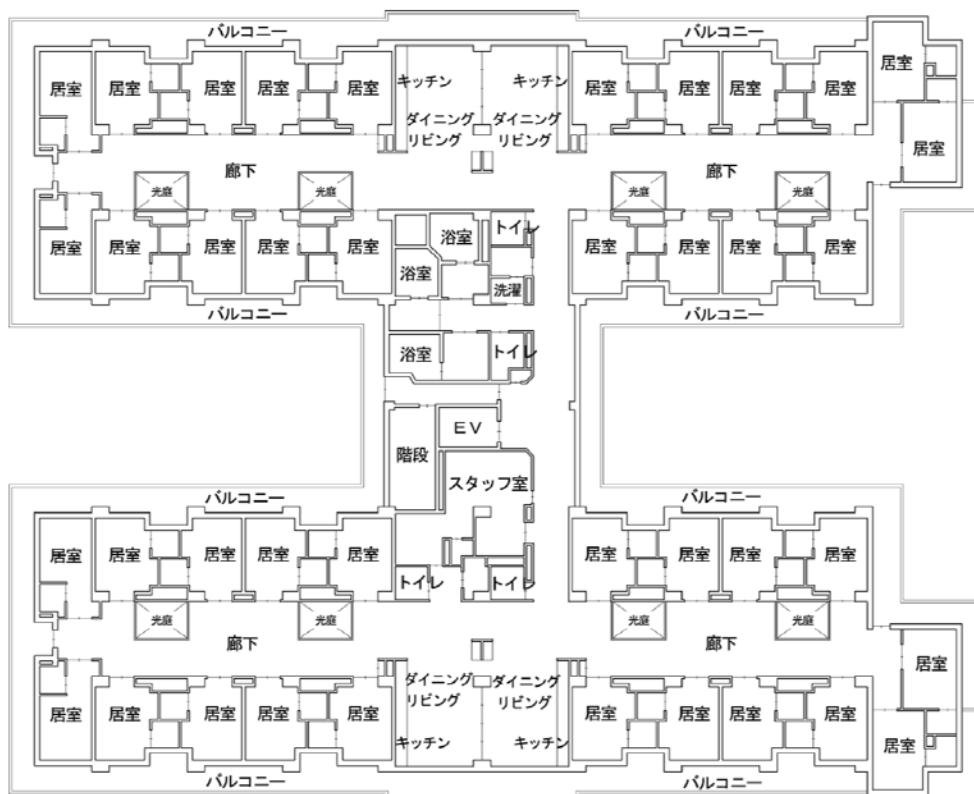 バルコニー
バルコニー
居室
居室
居室
居室
居室
キッチン
キッチン
居室
居室
居室
居室
居室
ダイニング
リビング
ダイニング
リビング
居室
廊下
廊下
光庭
光庭
光庭
光庭
居室
居室
居室
居室
居室
浴室
トイレ
居室
居室
居室
居室
浴室
洗濯
バルコニー
バルコニー
浴室
トイレ
EV
階段
スタッフ室
バルコニー
バルコニー
居室
居室
居室
居室
居室
居室
居室
居室
居室
トイレ
トイレ
光庭
光庭
光庭
光庭
廊下
廊下
居室
ダイニング
リビング
ダイニング
リビング
居室
居室
居室
居室
居室
キッチン
キッチン
居室
居室
居室
居室
居室
バルコニー
バルコニー